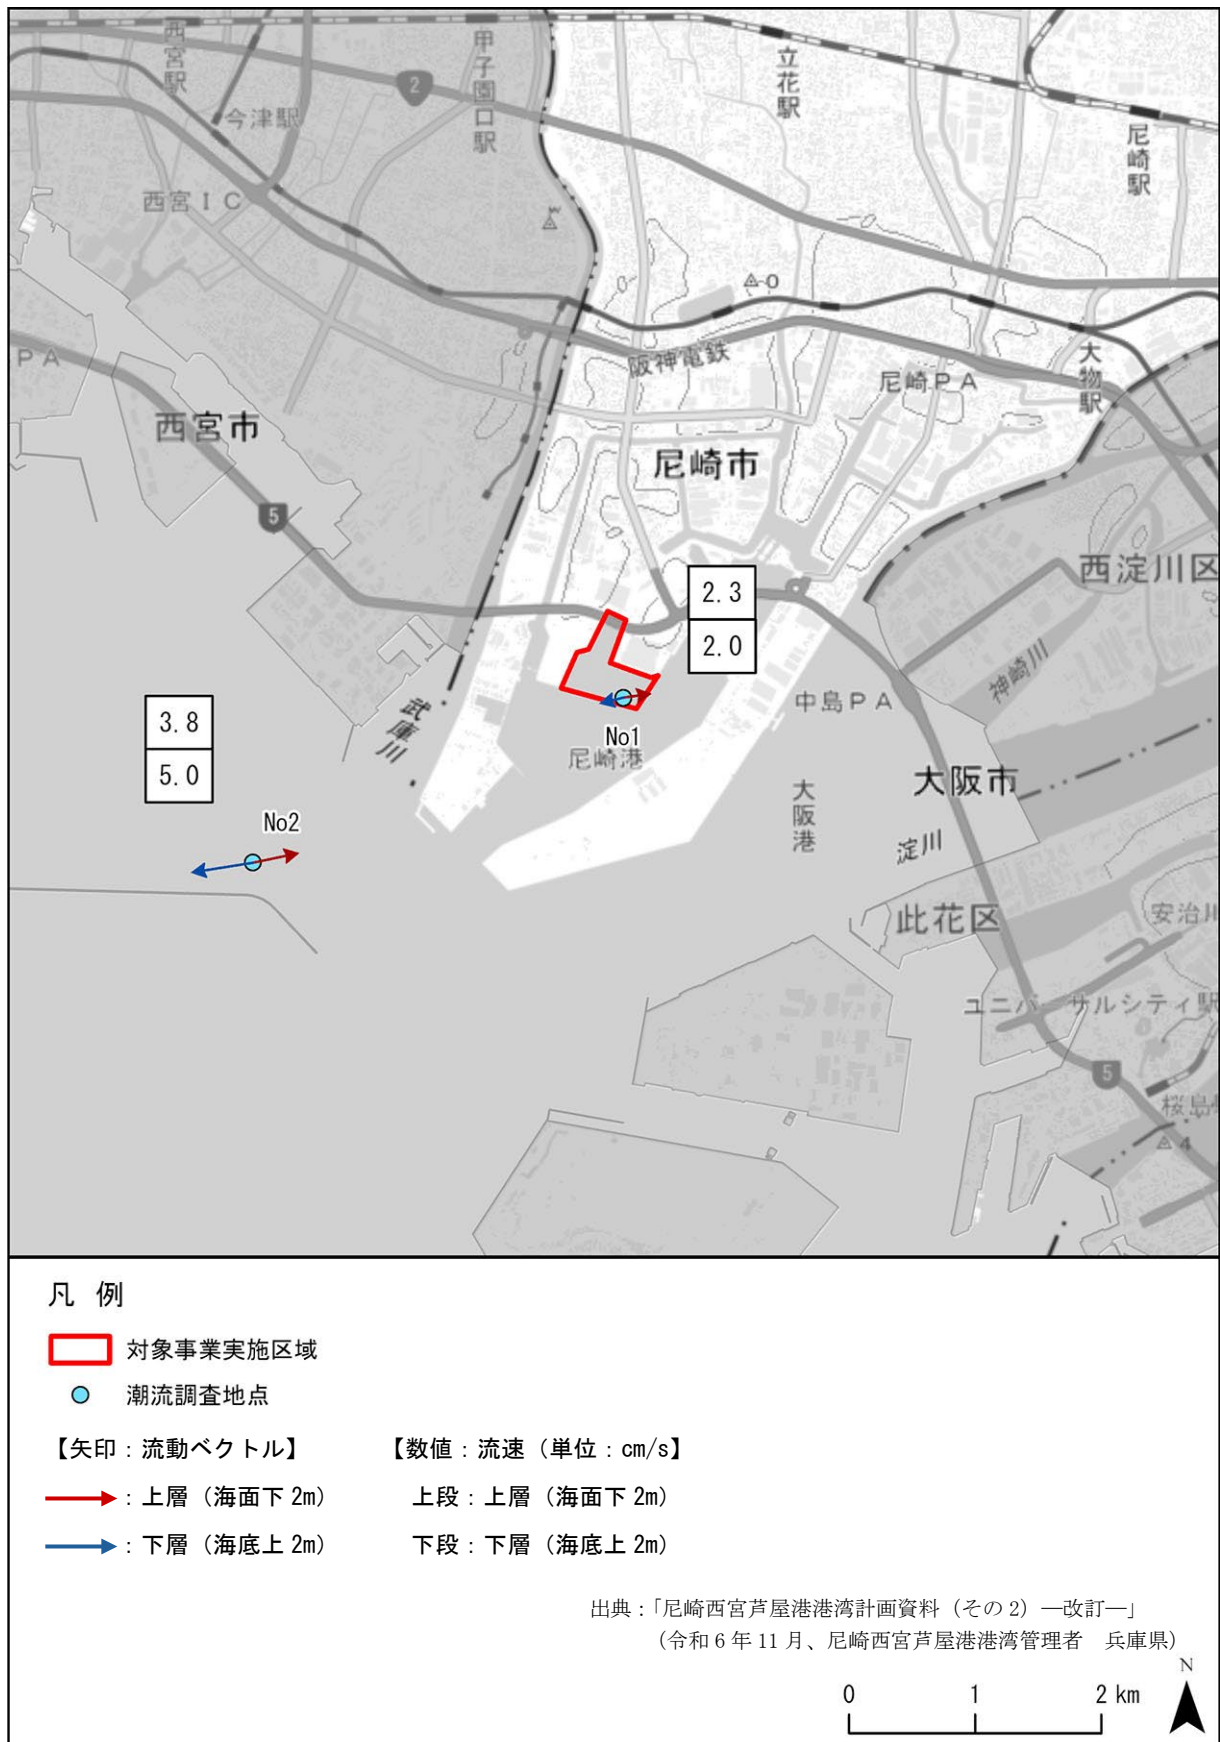 西宮駅
甲子園口駅
立花駅
2
今津駅
尼崎駅
西宮IC
0
阪神電鉄
PA
尼崎PA
大物駅
西宮市
尼崎市
5
西淀川区
2.3
2.0
神崎川
中島PA
武庫川
3.8
5.0
No1
尼崎港
大阪市
大阪港
No2
淀川
此花区
安治川
ユニバーサルシティ駅
5
桜島
4
凡 例
対象事業実施区域
潮流調査地点
【矢印：流動ベクトル】
【数値：流速（単位：cm/s】
：上層（海面下 2m）
上段：上層（海面下 2m）
：下層（海底上 2m）
下段：下層（海底上 2m）
出典：「尼崎西宮芦屋港港湾計画資料（その 2）―改訂―」
（令和 6 年 11 月、尼崎西宮芦屋港港湾管理者　兵庫県）
N
0 1 2 km